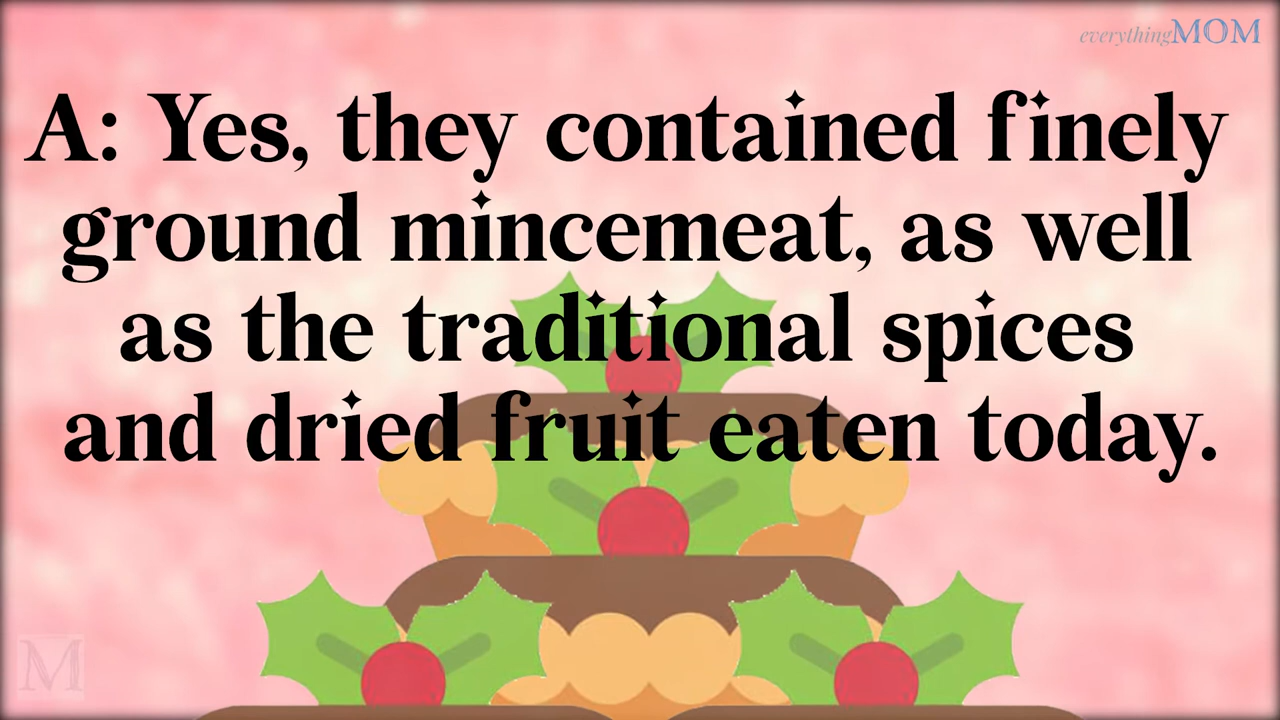 everythingMOM
A: Yes, they contained finely
ground mincemeat, as well
as the traditional spices
and dried fruit eaten today.
M